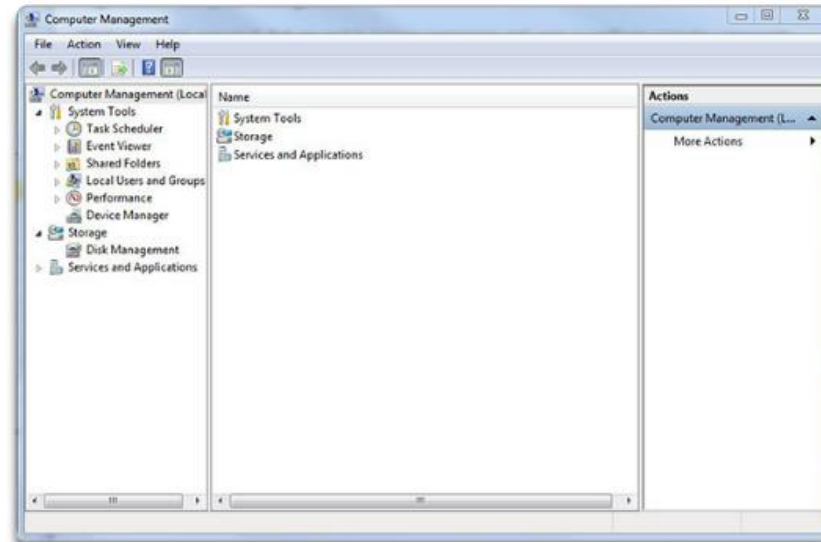 Computer Management
File Action View Help
Computer Management (Local
System Tools
Task Scheduler
Event Viewer
Shared Folders
Local Users and Groups
Performance
Device Manager
Storage
Disk Management
Services and Applications
Name
System Tools
Storage
Services and Applications
Actions
Computer Management (L...
More Actions